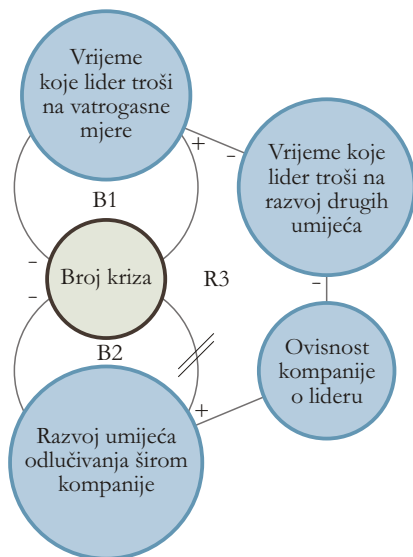 Vrijeme
koje lider troši
na vatrogasne
mjere
+
-
Vrijeme koje
lider troši na
razvoj drugih
umijeća
B1
-
Broj kriza
R3
-
-
B2
Ovisnost
kompanije
o lideru
+
Razvoj umijeća
odlučivanja širom
kompanije